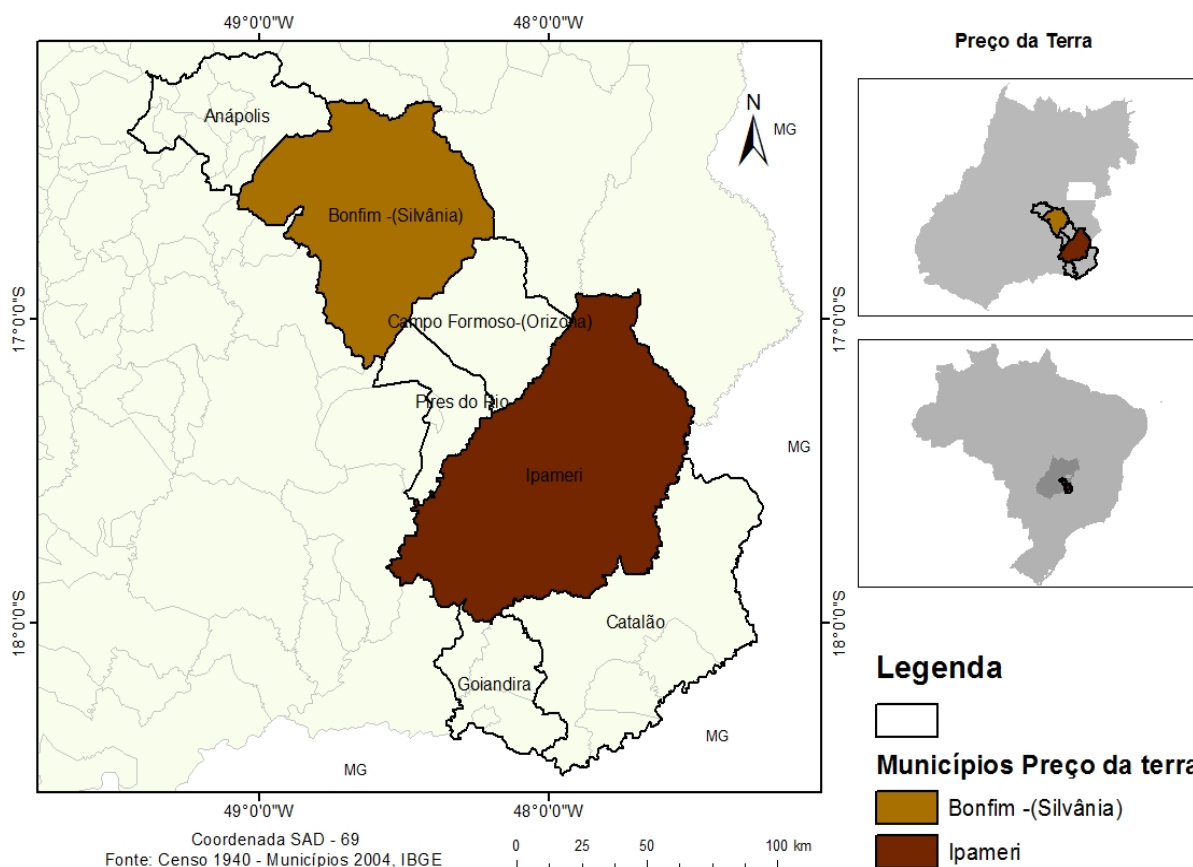 49°0'0"W
48°0'0"W
Preço da Terra
N
MG
Anápolis
Bonfim -(Silvânia)
17°0'0"S
Campo Formoso-(Orizona)
17°0'0"S
Pires do Rio
MG
Ipameri
18°0'0"S
Catalão
18°0'0"S
Goiandira
MG
MG
49°0'0"W
48°0'0"W
Legenda
Municípios Preço da terra
Bonfim -(Silvânia)
Ipameri
Coordenada SAD - 69
Fonte: Censo 1940 - Municípios 2004, IBGE
0 25 50 100 km